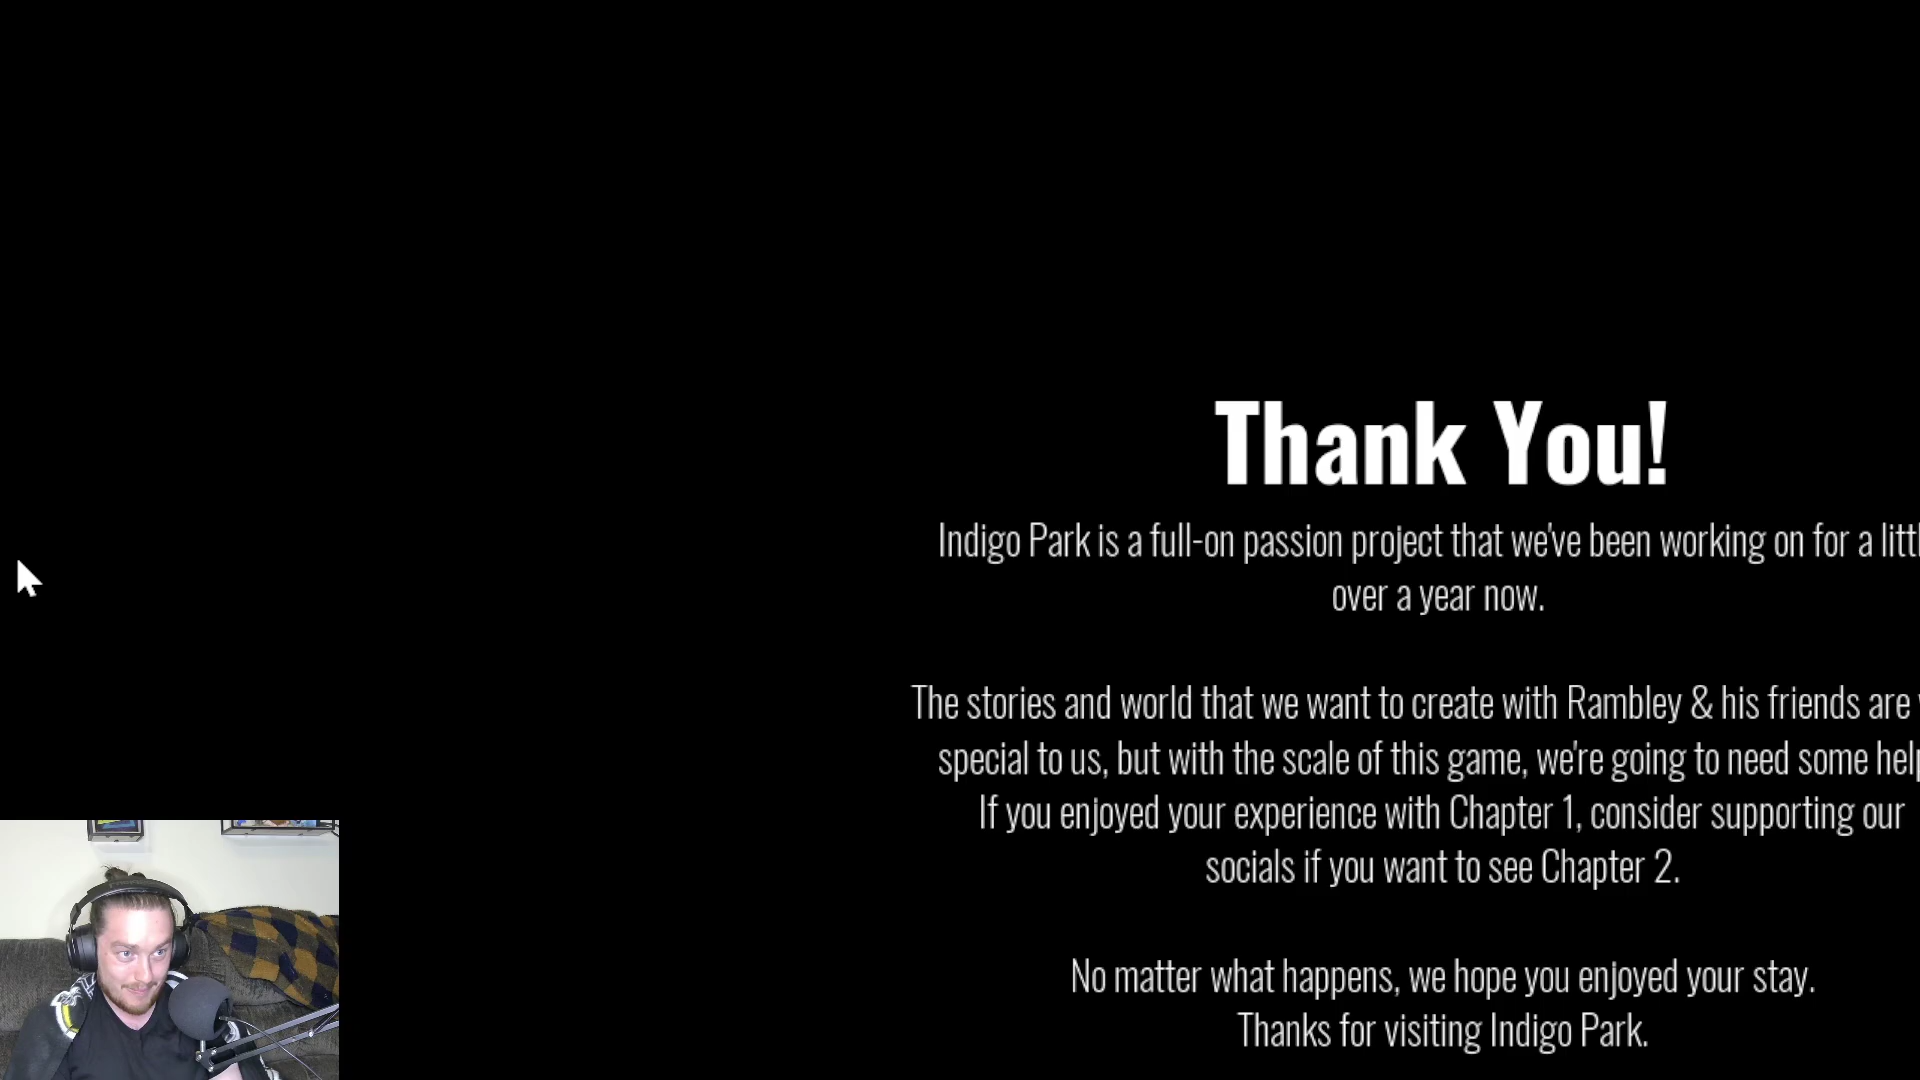 Thank You!
Indigo Park is a full-on passion project that we've been working on for a
over a year now.
The stories and world that we want to create with Rambley & his friends are
special to us, but with the scale of this game, we're going to need some
If you enjoyed your experience with Chapter 1, consider supporting our
socials if you want to see Chapter 2.
No matter what happens, we hope you enjoyed your stay.
Thanks for visiting Indigo Park.